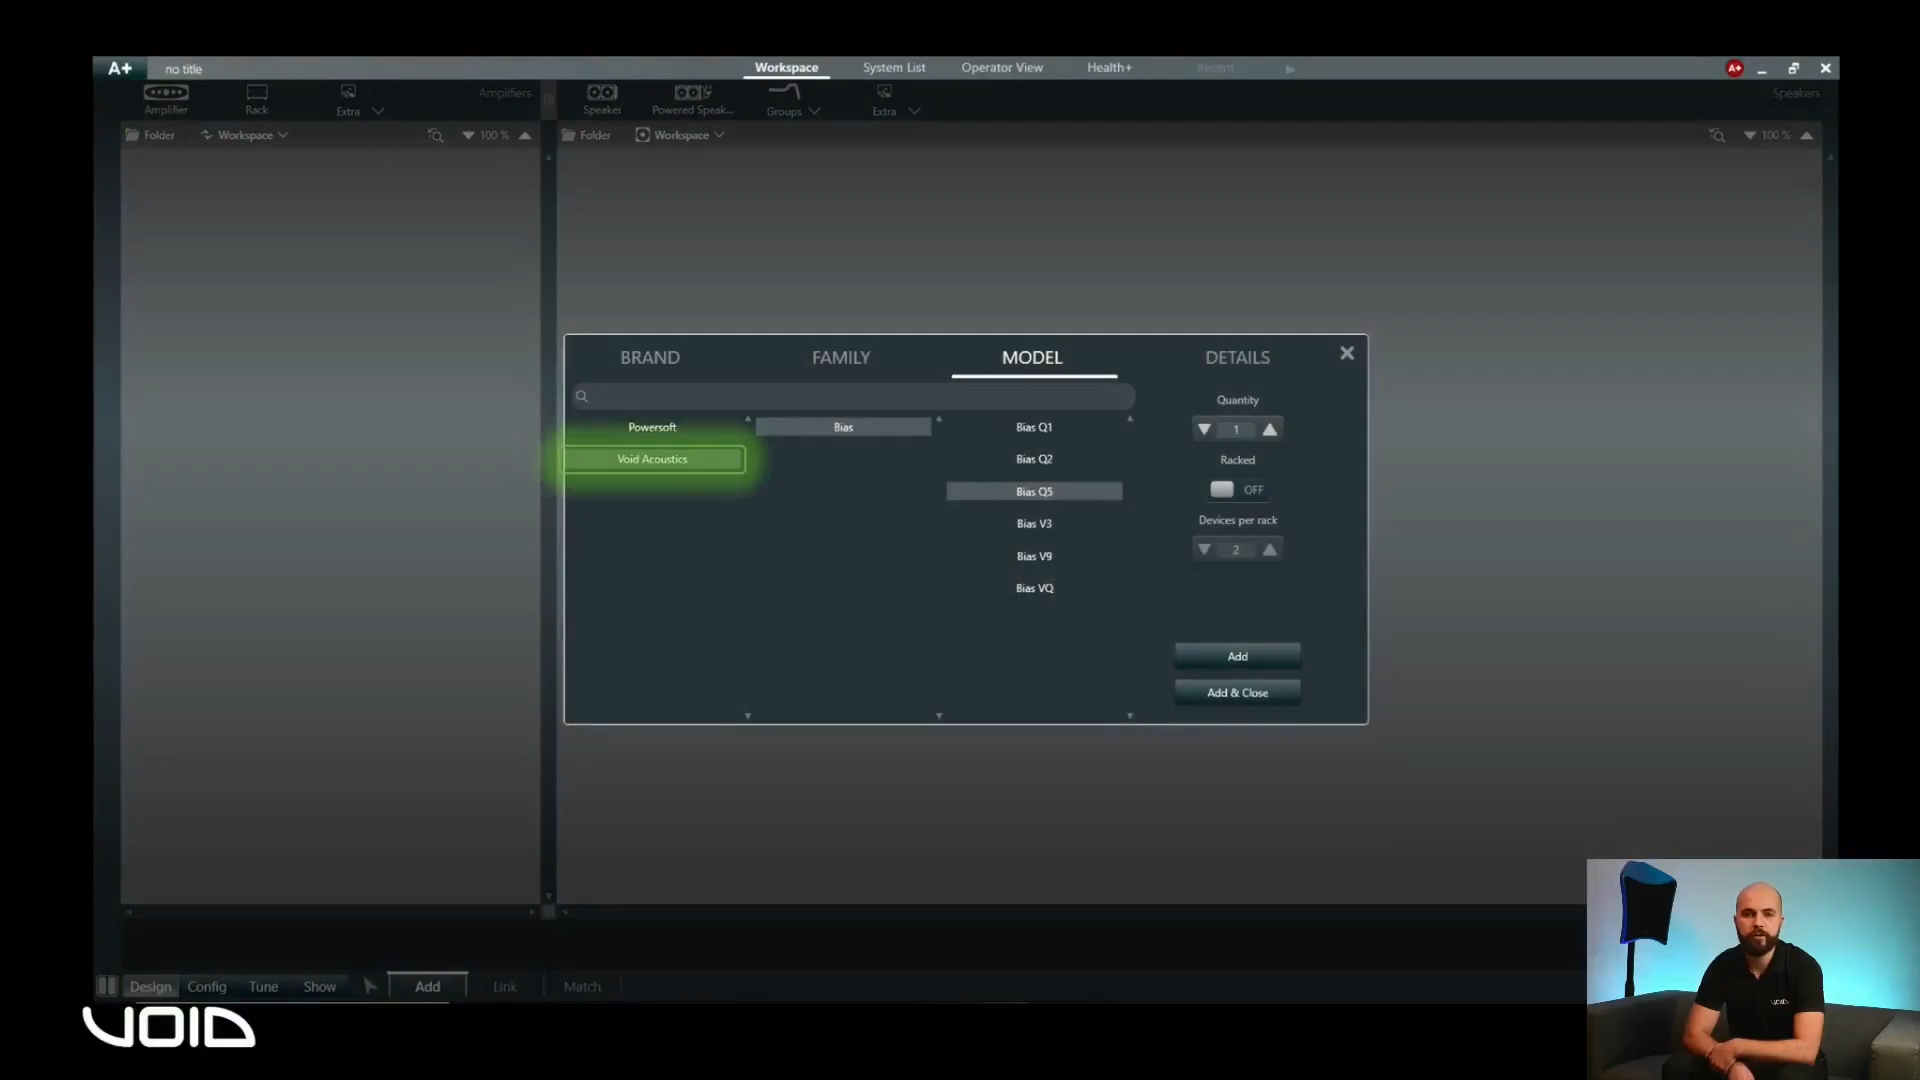 A+ no title Workspace System List Operator View Health+ Recent A+
Amplifier Rack Extra Amplifiers Speaker Powered Speak... Groups Extra Speakers
Folder Workspace 100 % Folder Workspace 100 %
BRAND FAMILY MODEL DETAILS
Quantity
Powersoft Bias Bias Q1 1
Void Acoustics Bias Q2 Racked
Bias Q5 OFF
Bias V3 Devices per rack
Bias V9 2
Bias VQ
Add
Add & Close
Design Config Tune Show Add Link Match
VOID
VOID